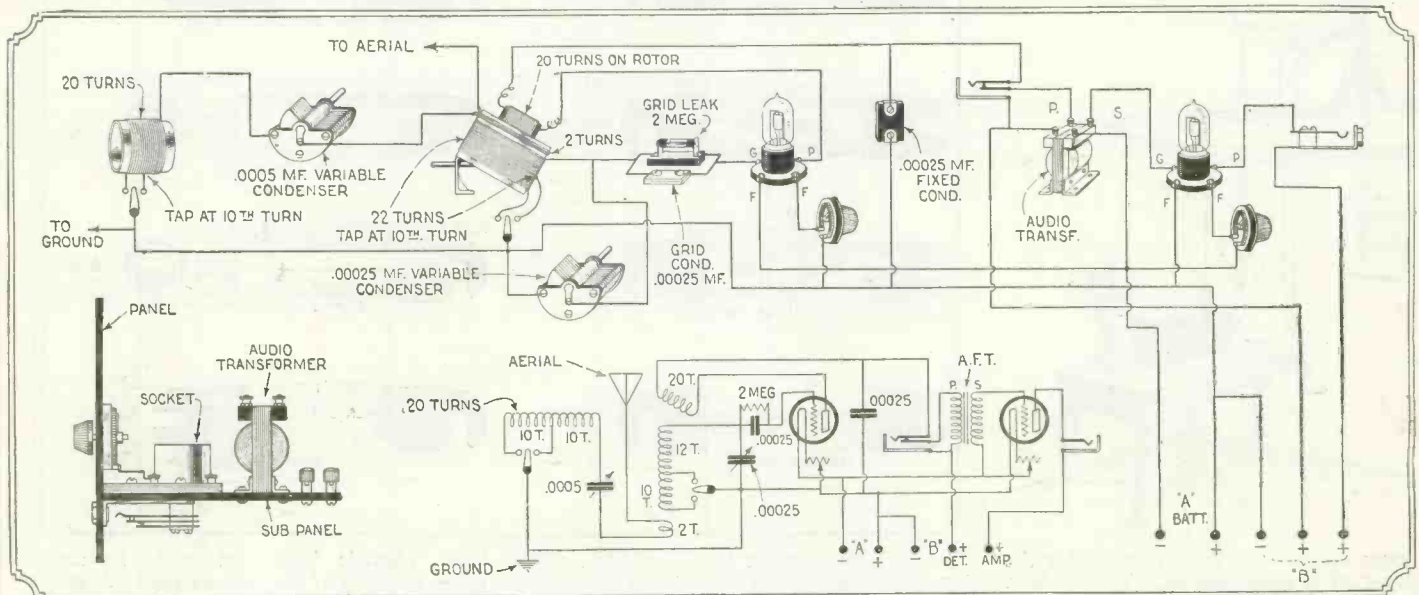 TO AERIAL
20 TURNS ON ROTOR
20 TURNS
GRID LEAK
2 MEG.
P.
S.
2 TURNS
G
P
G
P
.00025 MF.
FIXED
COND.
.0005 MF. VARIABLE
CONDENSER
F
F
F
F
TAP AT 10TH TURN
22 TURNS
TAP AT 10TH TURN
AUDIO
TRANSF.
TO
GROUND
GRID
COND.
.00025 MF.
.00025 MF. VARIABLE
CONDENSER
PANEL
AUDIO
TRANSFORMER
SOCKET
SUB PANEL
AERIAL
A.F.T.
20 T.
P.
S
2 MEG
.00025
.20 TURNS
10 T.
10 T.
12 T.
.00025
.0005
10
T.
.00025
2 T.
GROUND
- "A" +
- "B" +
DET.
+
AMP.
"A"
BATT.
-
+
-
+
+
"B"